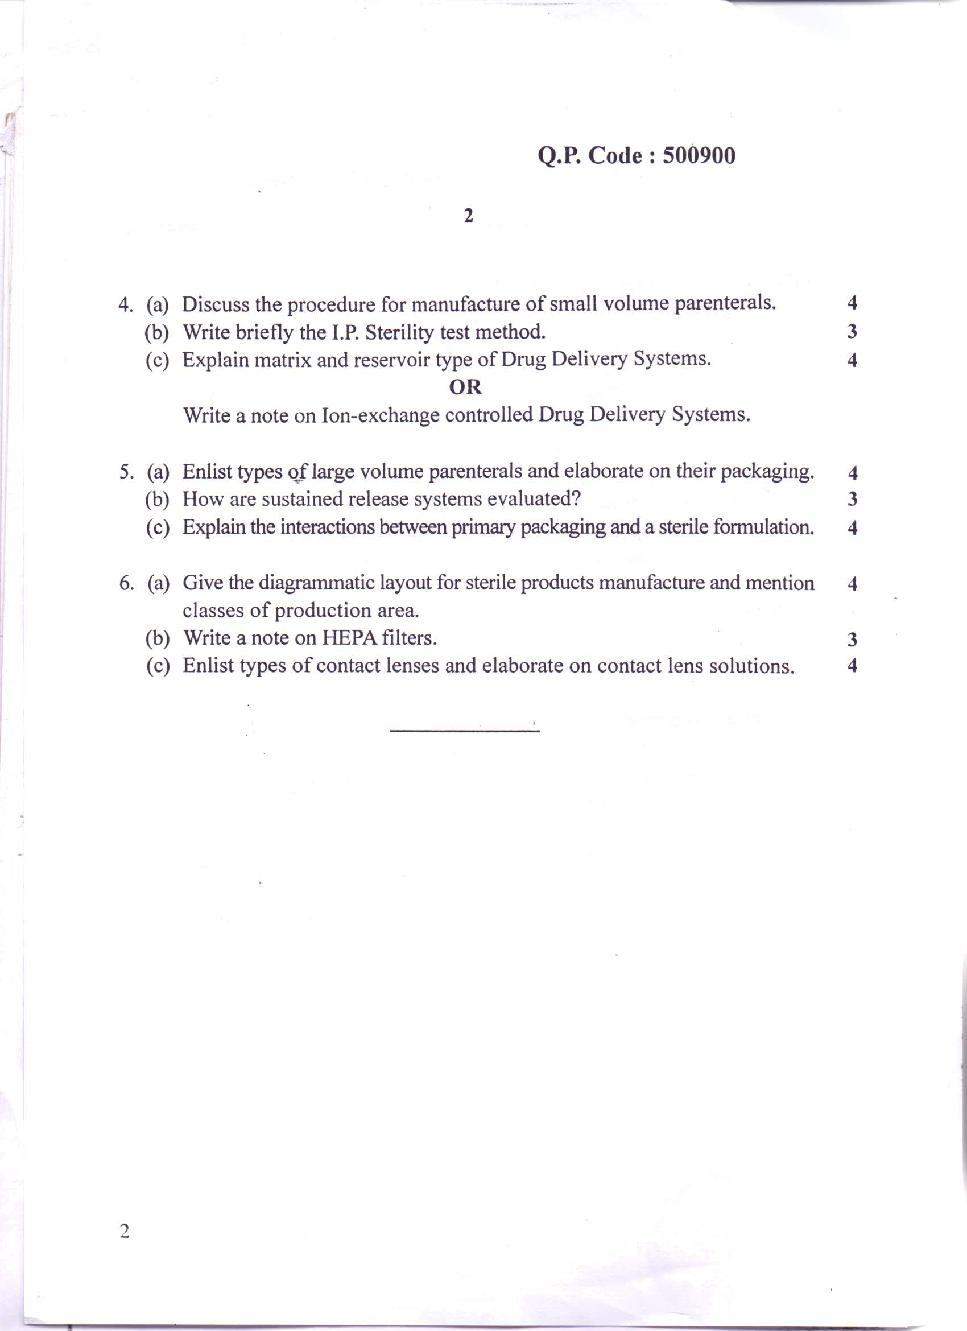 Q.P. Code : 500900
2
4. (a) Discuss the procedure for manufacture of small volume parenterals. 4
(b) Write briefly the I.P. Sterility test method. 3
(c) Explain matrix and reservoir type of Drug Delivery Systems. 4
OR
Write a note on Ion-exchange controlled Drug Delivery Systems.
5. (a) Enlist types of large volume parenterals and elaborate on their packaging. 4
(b) How are sustained release systems evaluated? 3
(c) Explain the interactions between primary packaging and a sterile formulation. 4
6. (a) Give the diagrammatic layout for sterile products manufacture and mention 4
classes of production area.
(b) Write a note on HEPA filters. 3
(c) Enlist types of contact lenses and elaborate on contact lens solutions. 4
2